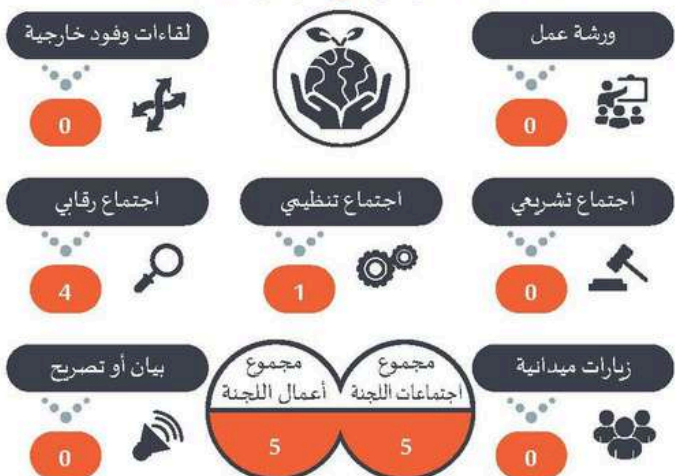 ورشة عمل
0
لقاءات وفود خارجية
0
اجتماع تشريعي
0
اجتماع تنظيمي
1
اجتماع رقابي
4
زيارات ميدانية
0
مجموع
اجتماعات اللجنة
5
مجموع
أعمال اللجنة
5
بيان أو تصريح
0